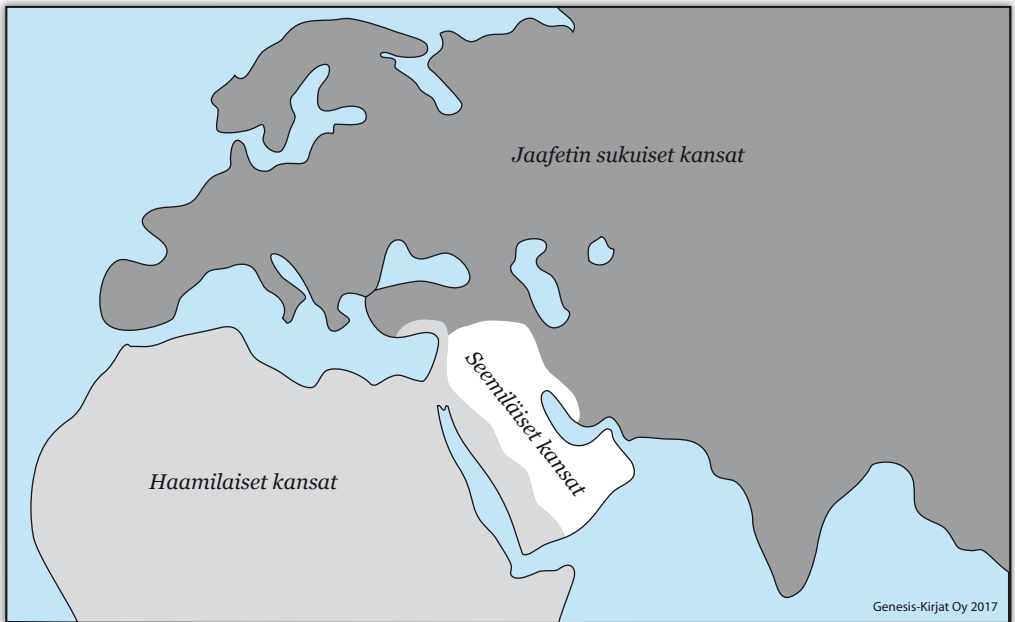 Jaafetin sukuiset kansat
Seemiläiset kansat
Haamilaiset kansat
Genesis-Kirjat Oy 2017